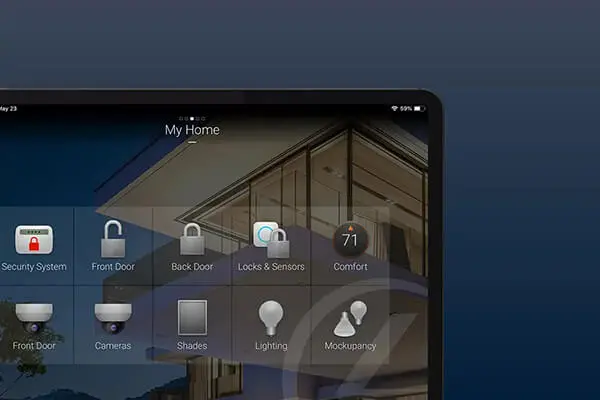 May 23
59%
My Home
71
Security System
Front Door
Back Door
Locks & Sensors
Comfort
Front Door
Cameras
Shades
Lighting
Mockupancy